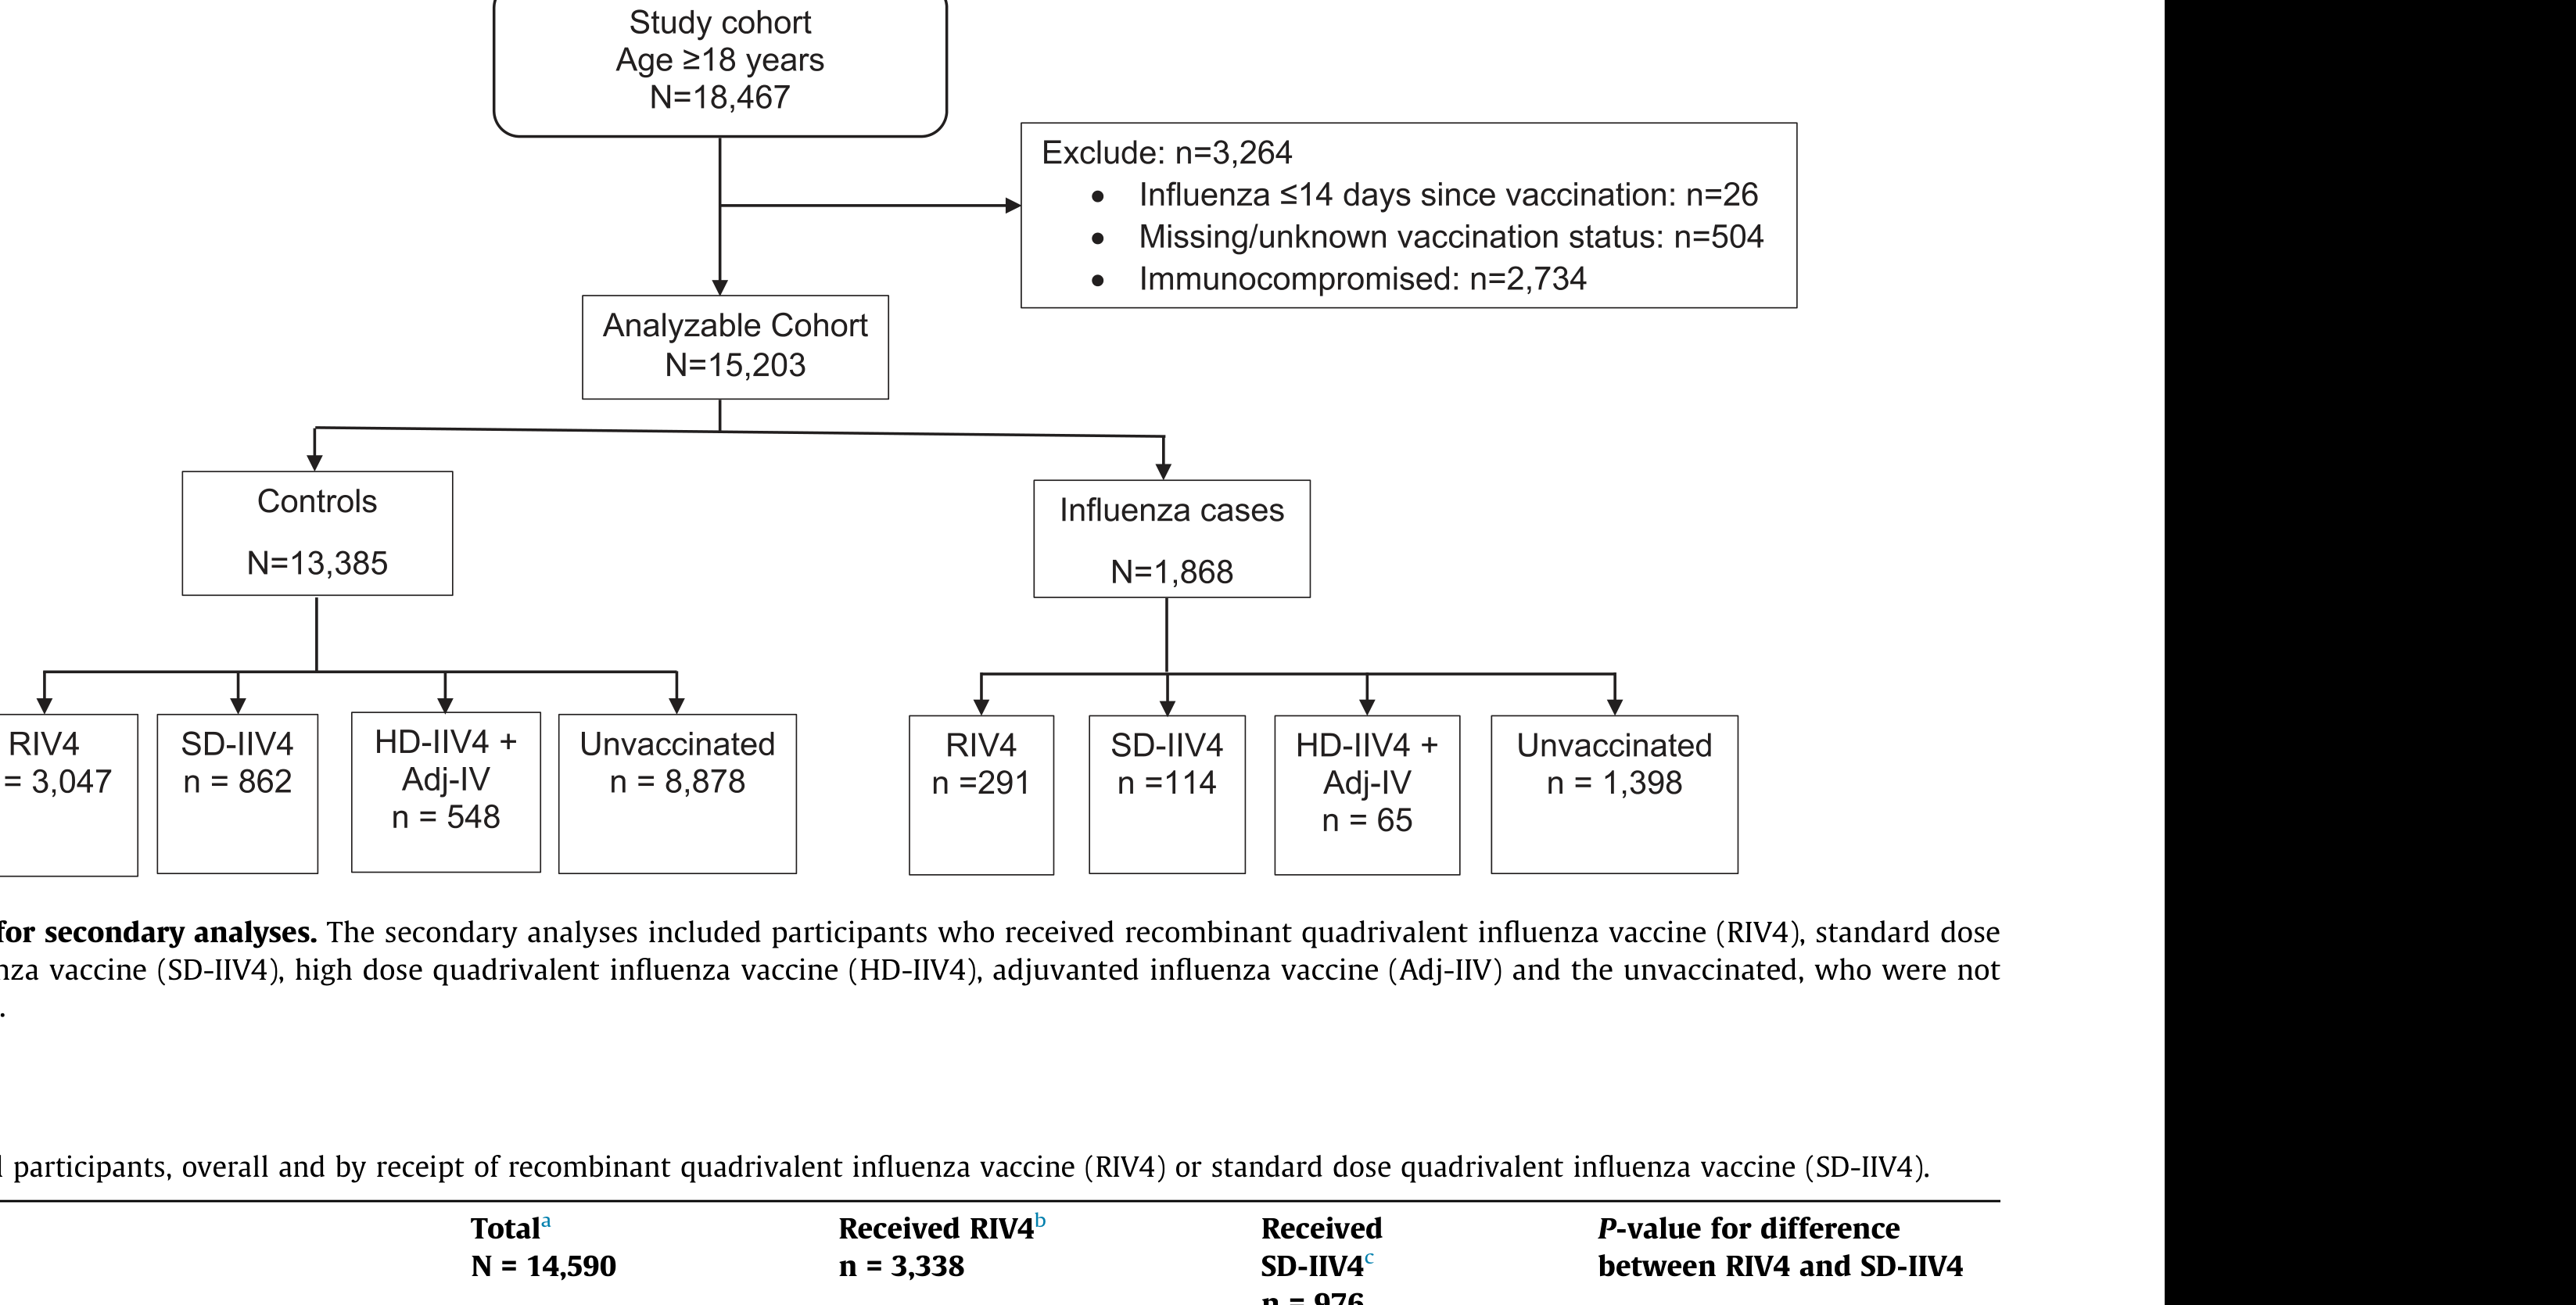 Study cohort
Age ≥18 years
N=18,467
Exclude: n=3,264
• Influenza ≤14 days since vaccination: n=26
• Missing/unknown vaccination status: n=504
• Immunocompromised: n=2,734
Analyzable Cohort
N=15,203
Controls
N=13,385
Influenza cases
N=1,868
RIV4
= 3,047
SD-IIV4
n = 862
HD-IIV4 +
Adj-IV
n = 548
Unvaccinated
n = 8,878
RIV4
n =291
SD-IIV4
n =114
HD-IIV4 +
Adj-IV
n = 65
Unvaccinated
n = 1,398
for secondary analyses. The secondary analyses included participants who received recombinant quadrivalent influenza vaccine (RIV4), standard dose
nza vaccine (SD-IIV4), high dose quadrivalent influenza vaccine (HD-IIV4), adjuvanted influenza vaccine (Adj-IIV) and the unvaccinated, who were not
.
participants, overall and by receipt of recombinant quadrivalent influenza vaccine (RIV4) or standard dose quadrivalent influenza vaccine (SD-IIV4).
Totala
N = 14,590
Received RIV4b
n = 3,338
Received
SD-IIV4c
n = 976
P-value for difference
between RIV4 and SD-IIV4